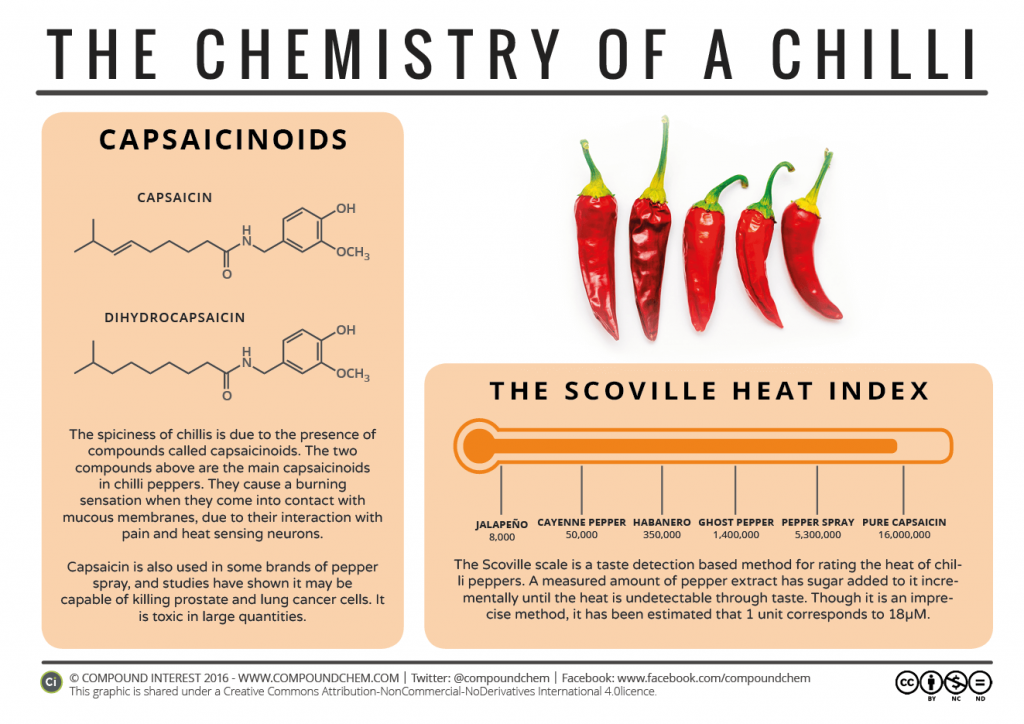 THE CHEMISTRY OF A CHILLI
CAPSAICINOIDS
CAPSAICIN
OH
H
N
OCH3
O
DIHYDROCAPSAICIN
OH
H
N
OCH3
O
The spiciness of chillis is due to the presence of
compounds called capsaicinoids. The two
compounds above are the main capsaicinoids
in chilli peppers. They cause a burning
sensation when they come into contact with
mucous membranes, due to their interaction with
pain and heat sensing neurons.
Capsaicin is also used in some brands of pepper
spray, and studies have shown it may be
capable of killing prostate and lung cancer cells. It
is toxic in large quantities.
THE SCOVILLE HEAT INDEX
JALAPEÑO CAYENNE PEPPER HABANERO GHOST PEPPER PEPPER SPRAY PURE CAPSAICIN
8,000 50,000 350,000 1,400,000 5,300,000 16,000,000
The Scoville scale is a taste detection based method for rating the heat of chil-
li peppers. A measured amount of pepper extract has sugar added to it incre-
mentally until the heat is undetectable through taste. Though it is an impre-
cise method, it has been estimated that 1 unit corresponds to 18µM.
Ci © COMPOUND INTEREST 2016 - WWW.COMPOUNDCHEM.COM | Twitter: @compoundchem | Facebook: www.facebook.com/compoundchem
This graphic is shared under a Creative Commons Attribution-NonCommercial-NoDerivatives International 4.0licence.
cc
BY NC ND